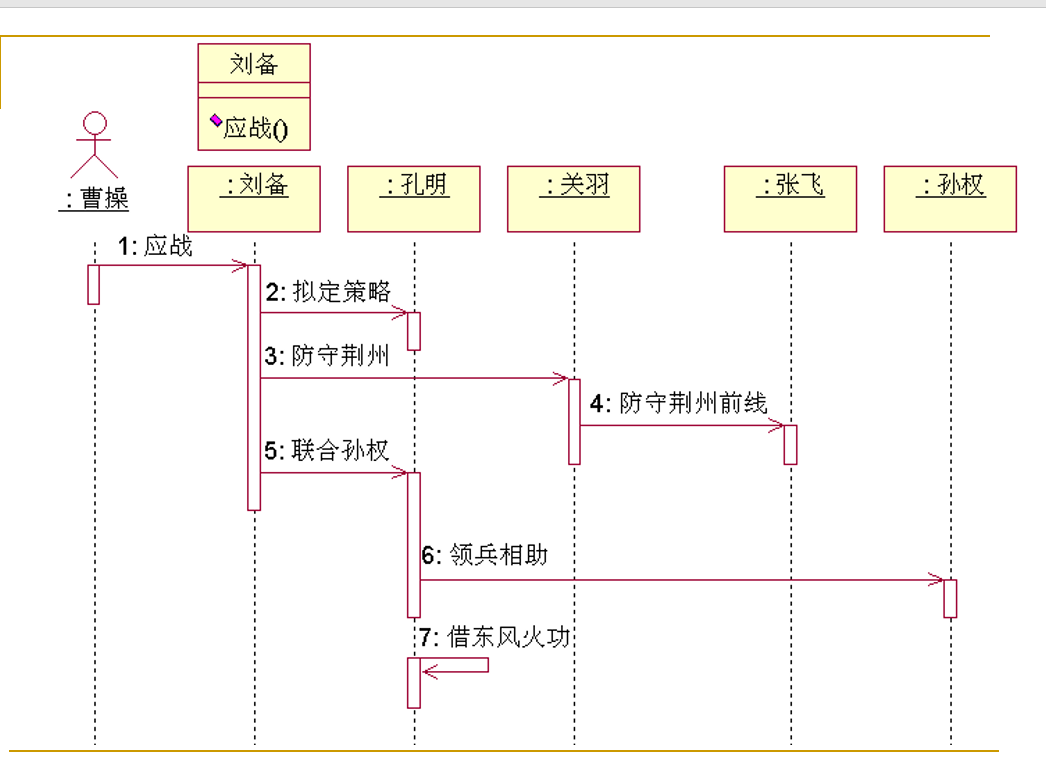 刘备
应战()
: 曹操
: 刘备
: 孔明
: 关羽
: 张飞
: 孙权
1: 应战
2: 拟定策略
3: 防守荆州
4: 防守荆州前线
5: 联合孙权
6: 领兵相助
7: 借东风火功